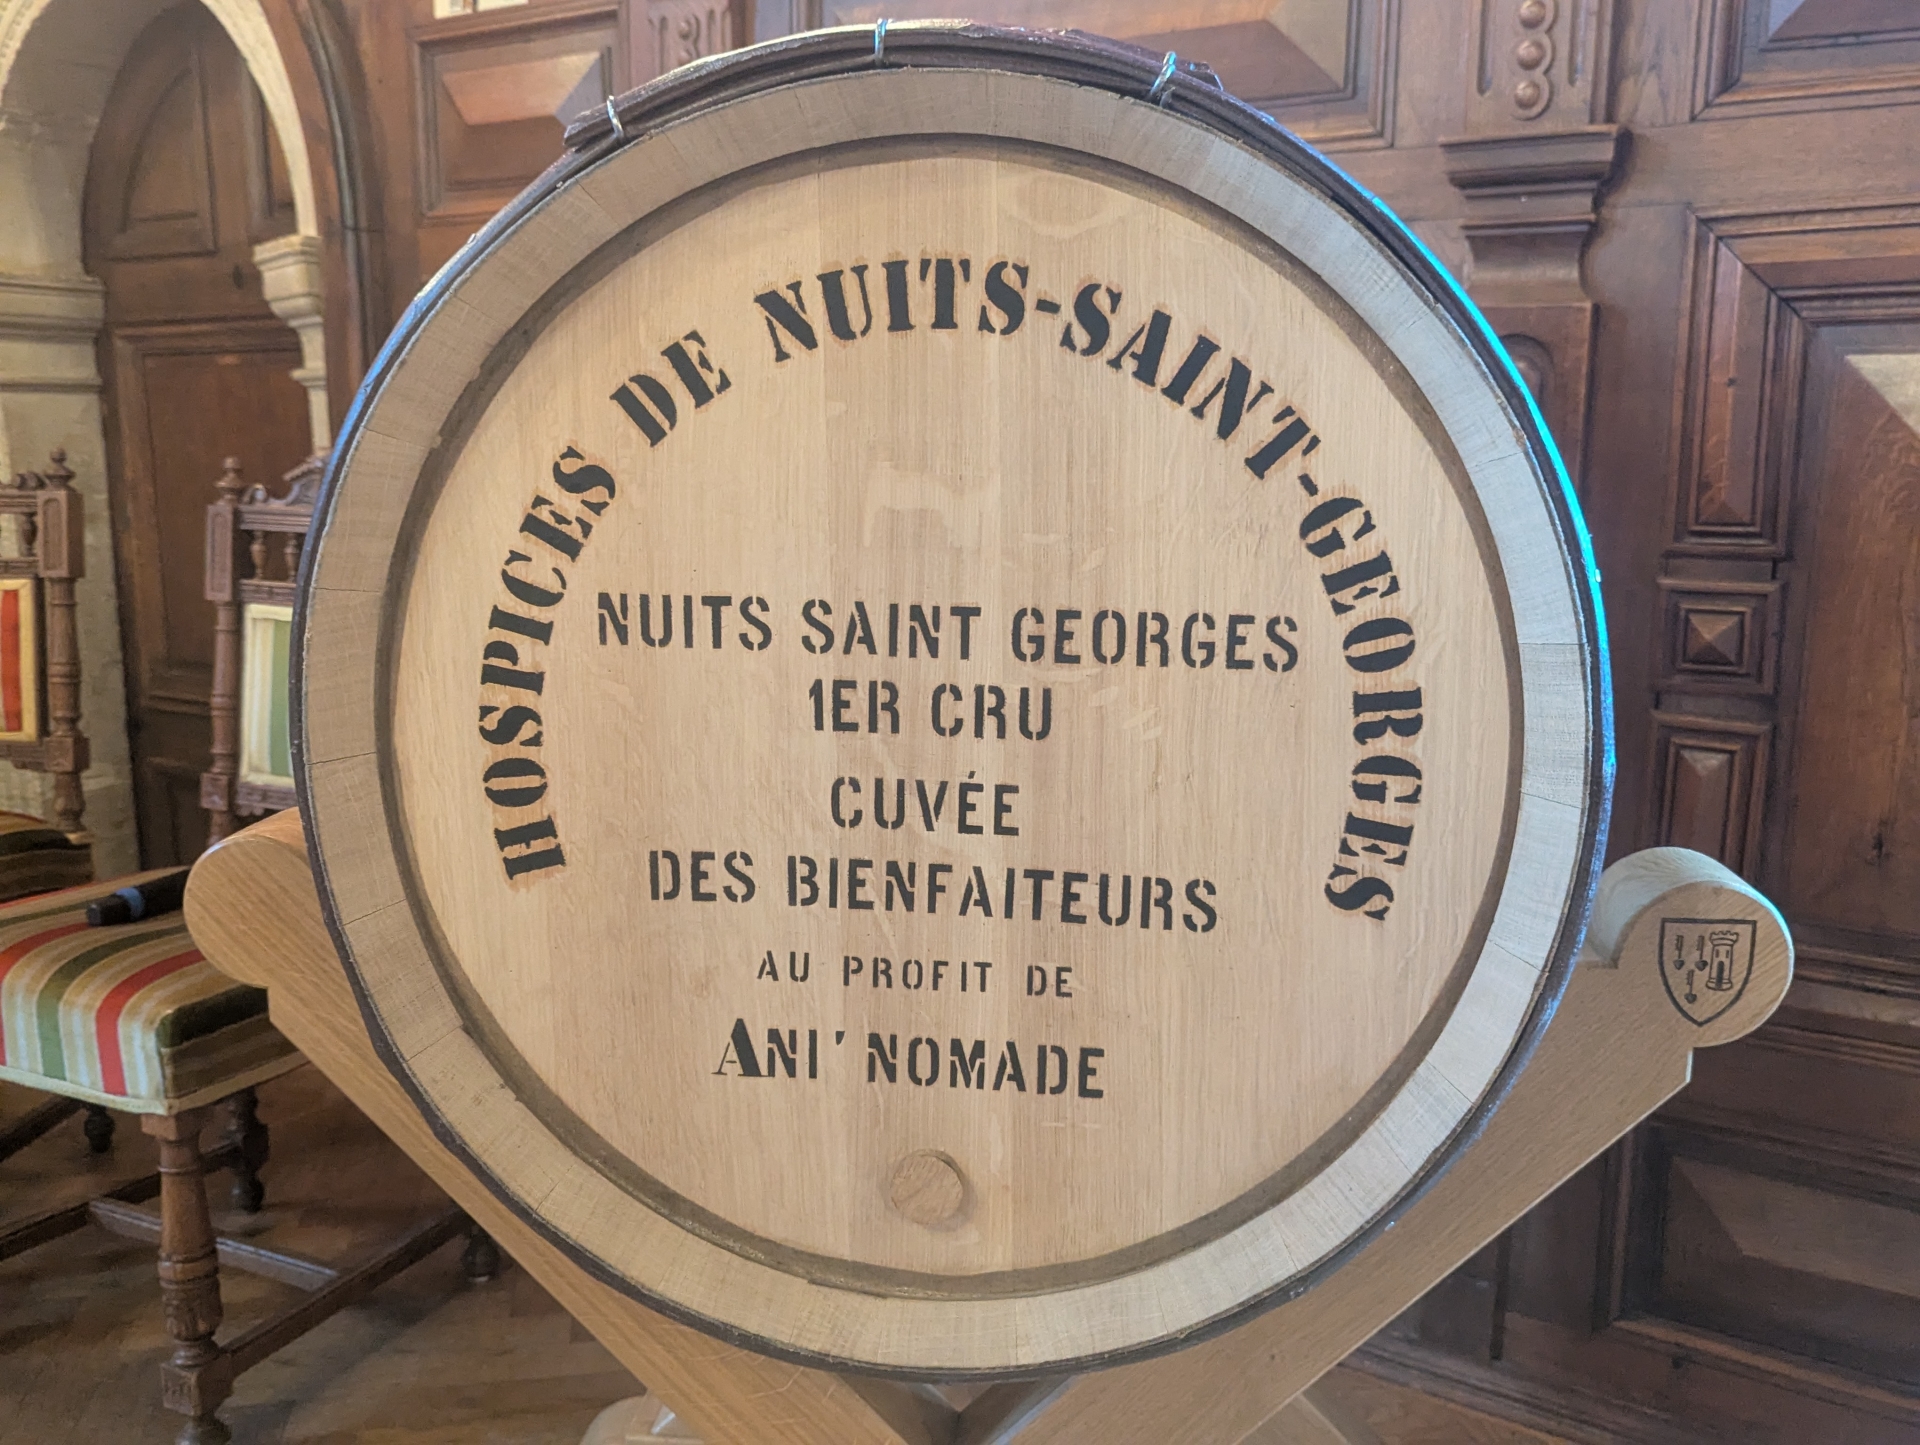 HOSPICES DE NUITS-SAINT-GEORGES
NUITS SAINT GEORGES
1ER CRU
CUVÉE
DES BIENFAITEURS
AU PROFIT DE
ANI' NOMADE